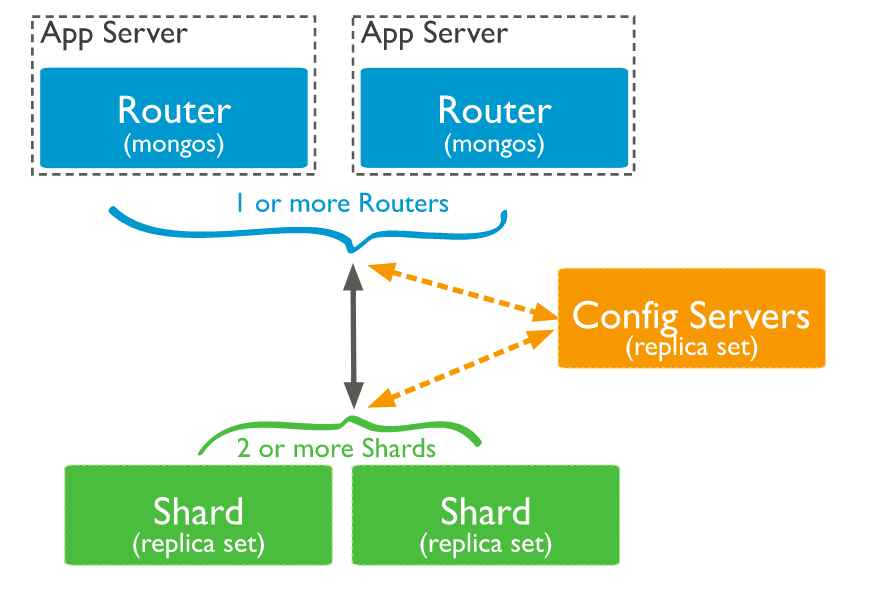 App Server
App Server
Router
(mongos)
Router
(mongos)
1 or more Routers
Config Servers
(replica set)
2 or more Shards
Shard
(replica set)
Shard
(replica set)